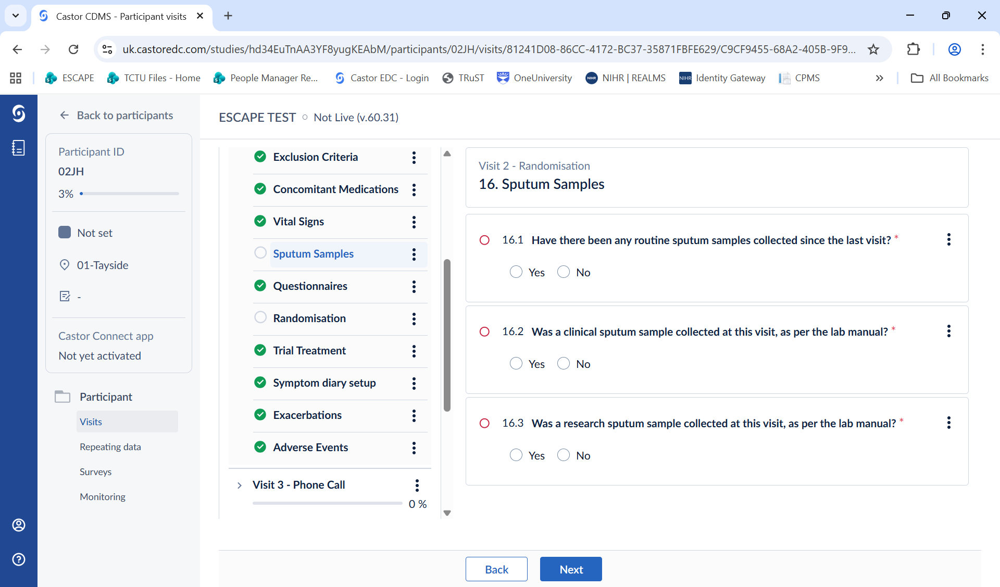 Castor CDMS - Participant visits
uk.castoredc.com/studies/hd34EuTnAA3YF8yugKEAbM/participants/02JH/visits/81241D08-86CC-4172-BC37-35871FBFE629/C9CF9455-68A2-405B-9F9...
ESCAPE TCTU Files - Home People Manager Re... Castor EDC - Login TRuST OneUniversity NIHR | REALMS Identity Gateway CPMS » All Bookmarks
Back to participants
Participant ID
02JH
3%
Not set
01-Tayside
-
Castor Connect app
Not yet activated
Participant
Visits
Repeating data
Surveys
Monitoring
ESCAPE TEST Not Live (v.60.31)
Exclusion Criteria
Concomitant Medications
Vital Signs
Sputum Samples
Questionnaires
Randomisation
Trial Treatment
Symptom diary setup
Exacerbations
Adverse Events
Visit 3 - Phone Call
0 %
Visit 2 - Randomisation
16. Sputum Samples
16.1 Have there been any routine sputum samples collected since the last visit? *
Yes No
16.2 Was a clinical sputum sample collected at this visit, as per the lab manual? *
Yes No
16.3 Was a research sputum sample collected at this visit, as per the lab manual? *
Yes No
Back Next